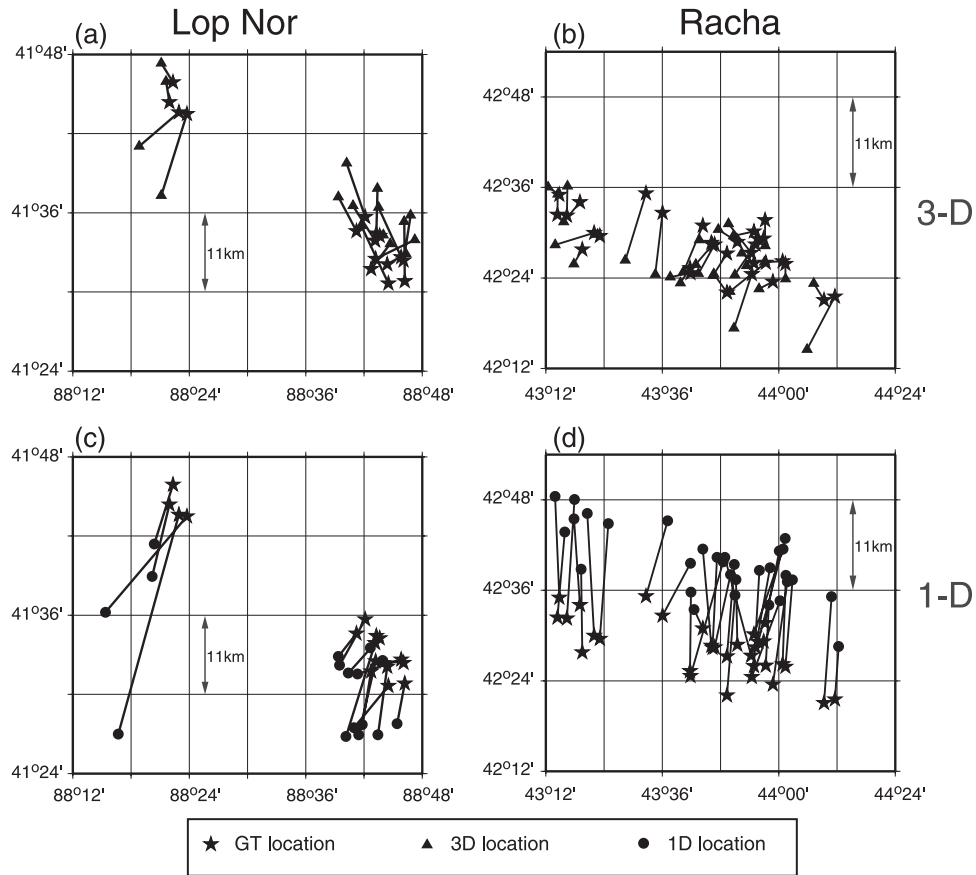 Lop Nor
Racha
(a)
41°48'
41°36'
41°24'
88°12'
88°24'
88°36'
88°48'
11km
(b)
42°48'
42°36'
42°24'
42°12'
43°12'
43°36'
44°00'
44°24'
11km
3-D
(c)
41°48'
41°36'
41°24'
88°12'
88°24'
88°36'
88°48'
11km
(d)
42°48'
42°36'
42°24'
42°12'
43°12'
43°36'
44°00'
44°24'
11km
1-D
GT location
3D location
1D location